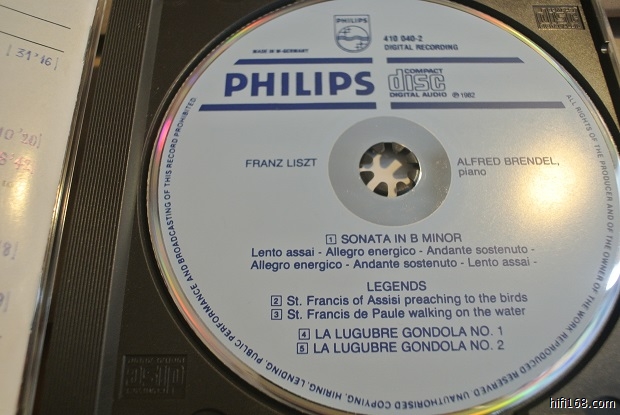 PHILIPS
410 040-2
MADE IN W-GERMANY
DIGITAL RECORDING
PHILIPS
COMPACT
disc
DIGITAL AUDIO
℗ 1982
FRANZ LISZT
ALFRED BRENDEL,
piano
1 SONATA IN B MINOR
Lento assai - Allegro energico - Andante sostenuto -
Allegro energico - Andante sostenuto - Lento assai -
LEGENDS
2 St. Francis of Assisi preaching to the birds
3 St. Francis de Paule walking on the water
4 LA LUGUBRE GONDOLA NO. 1
5 LA LUGUBRE GONDOLA NO. 2
ALL RIGHTS OF THE PRODUCER AND OF THE OWNER OF THE WORK REPRODUCED RESERVED. UNAUTHORISED COPYING, HIRING, LENDING, PUBLIC PERFORMANCE AND BROADCASTING OF THIS RECORD PROHIBITED
31'16
hifi168.com